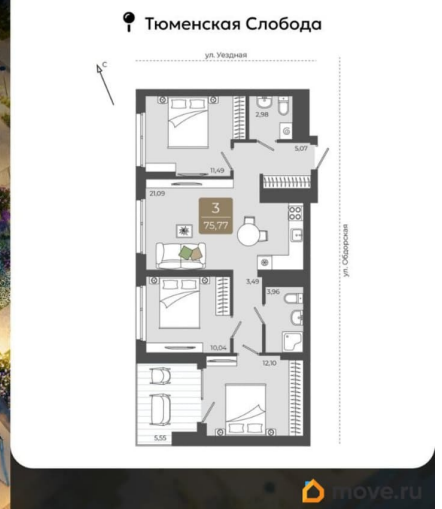 Тюменская Слобода
ул. Уездная
С
2,98
5,07
11,49
21,09
3
75,77
ул. Обдорская
3,49
3,96
10,04
12,10
5,55
move.ru